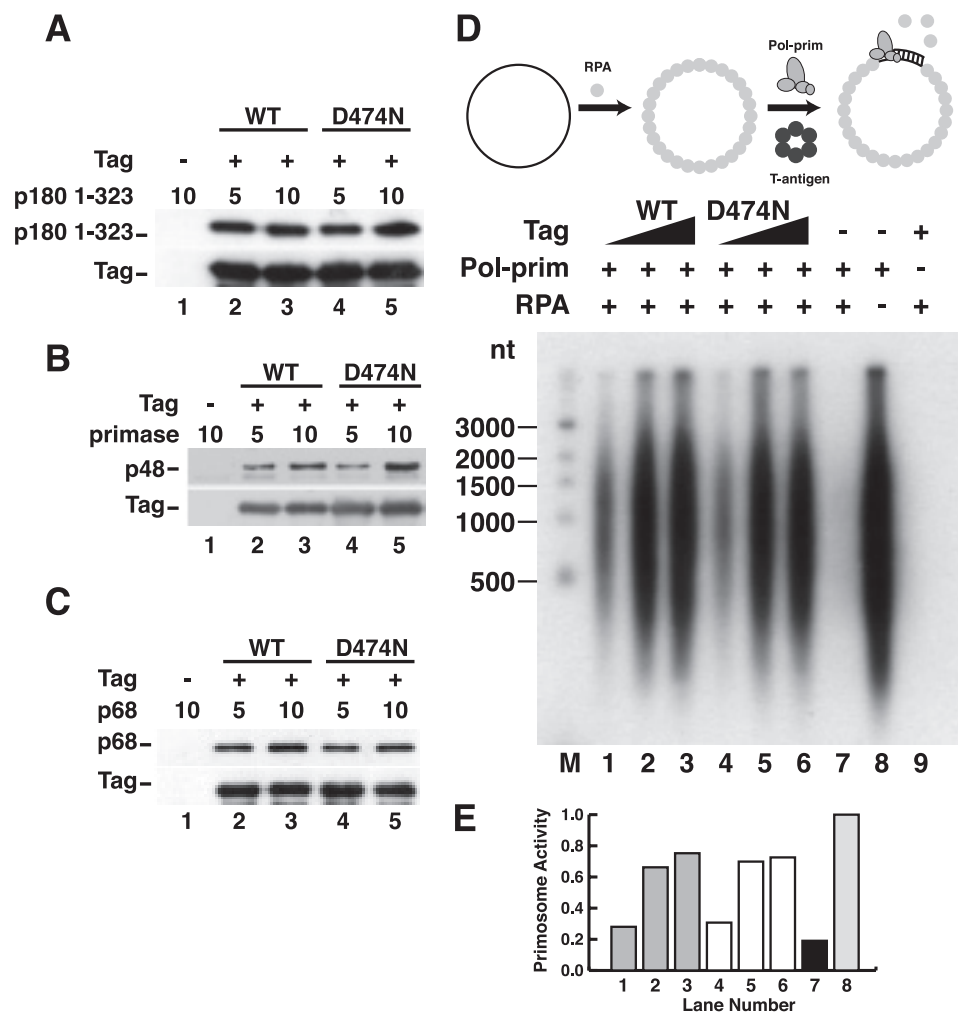 A
WT D474N
Tag - + + + +
p180 1-323 10 5 10 5 10
p180 1-323
Tag
1 2 3 4 5
B
WT D474N
Tag - + + + +
primase 10 5 10 5 10
p48
Tag
1 2 3 4 5
C
WT D474N
Tag - + + + +
p68 10 5 10 5 10
p68
Tag
1 2 3 4 5
D
RPA
Pol-prim
T-antigen
WT D474N
Tag - - +
Pol-prim + + + + + + + + -
RPA + + + + + + + - +
nt
3000
2000
1500
1000
500
M 1 2 3 4 5 6 7 8 9
E
Primosome Activity
1.0
0.8
0.6
0.4
0.2
0.0
1 2 3 4 5 6 7 8
Lane Number